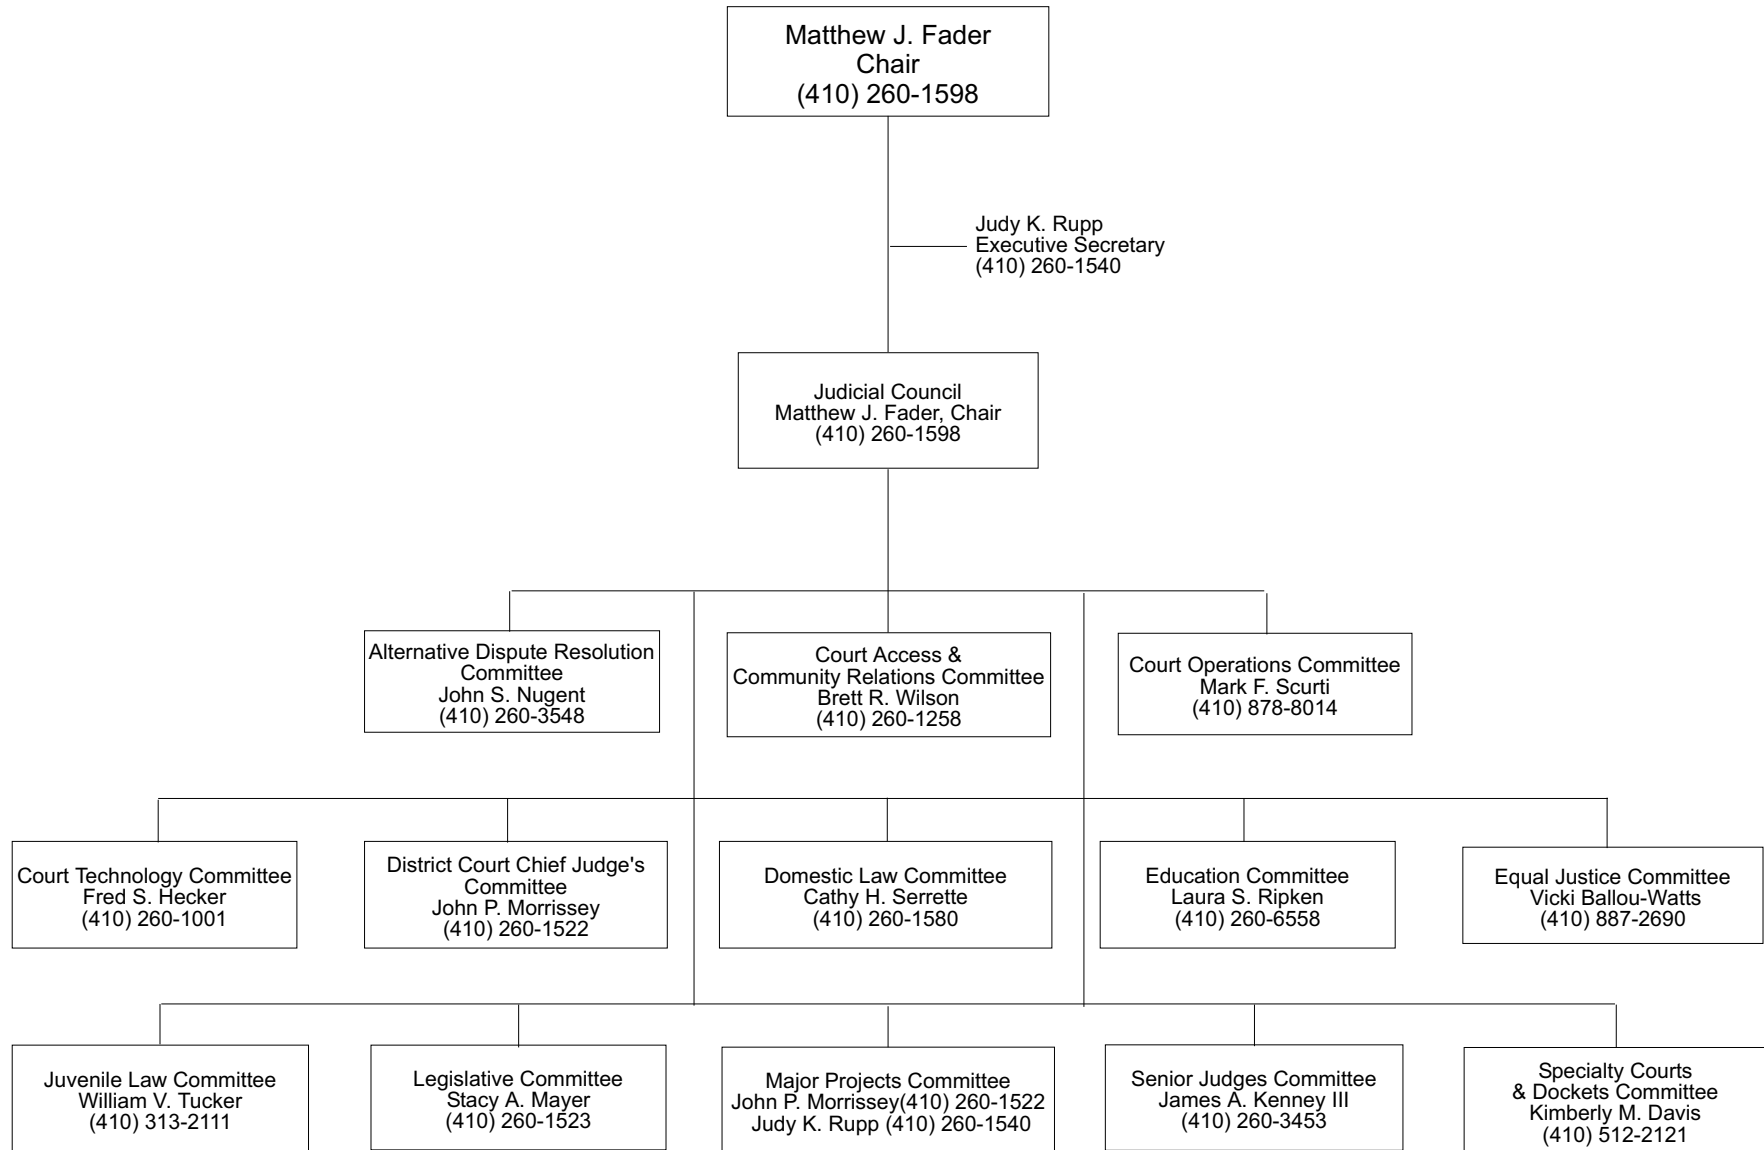 Matthew J. Fader
Chair
(410) 260-1598
Judy K. Rupp
Executive Secretary
(410) 260-1540
Judicial Council
Matthew J. Fader, Chair
(410) 260-1598
Alternative Dispute Resolution
Committee
John S. Nugent
(410) 260-3548
Court Access &
Community Relations Committee
Brett R. Wilson
(410) 260-1258
Court Operations Committee
Mark F. Scurti
(410) 878-8014
Court Technology Committee
Fred S. Hecker
(410) 260-1001
District Court Chief Judge's
Committee
John P. Morrissey
(410) 260-1522
Domestic Law Committee
Cathy H. Serrette
(410) 260-1580
Education Committee
Laura S. Ripken
(410) 260-6558
Equal Justice Committee
Vicki Ballou-Watts
(410) 887-2690
Juvenile Law Committee
William V. Tucker
(410) 313-2111
Legislative Committee
Stacy A. Mayer
(410) 260-1523
Major Projects Committee
John P. Morrissey(410) 260-1522
Judy K. Rupp (410) 260-1540
Senior Judges Committee
James A. Kenney III
(410) 260-3453
Specialty Courts
& Dockets Committee
Kimberly M. Davis
(410) 512-2121